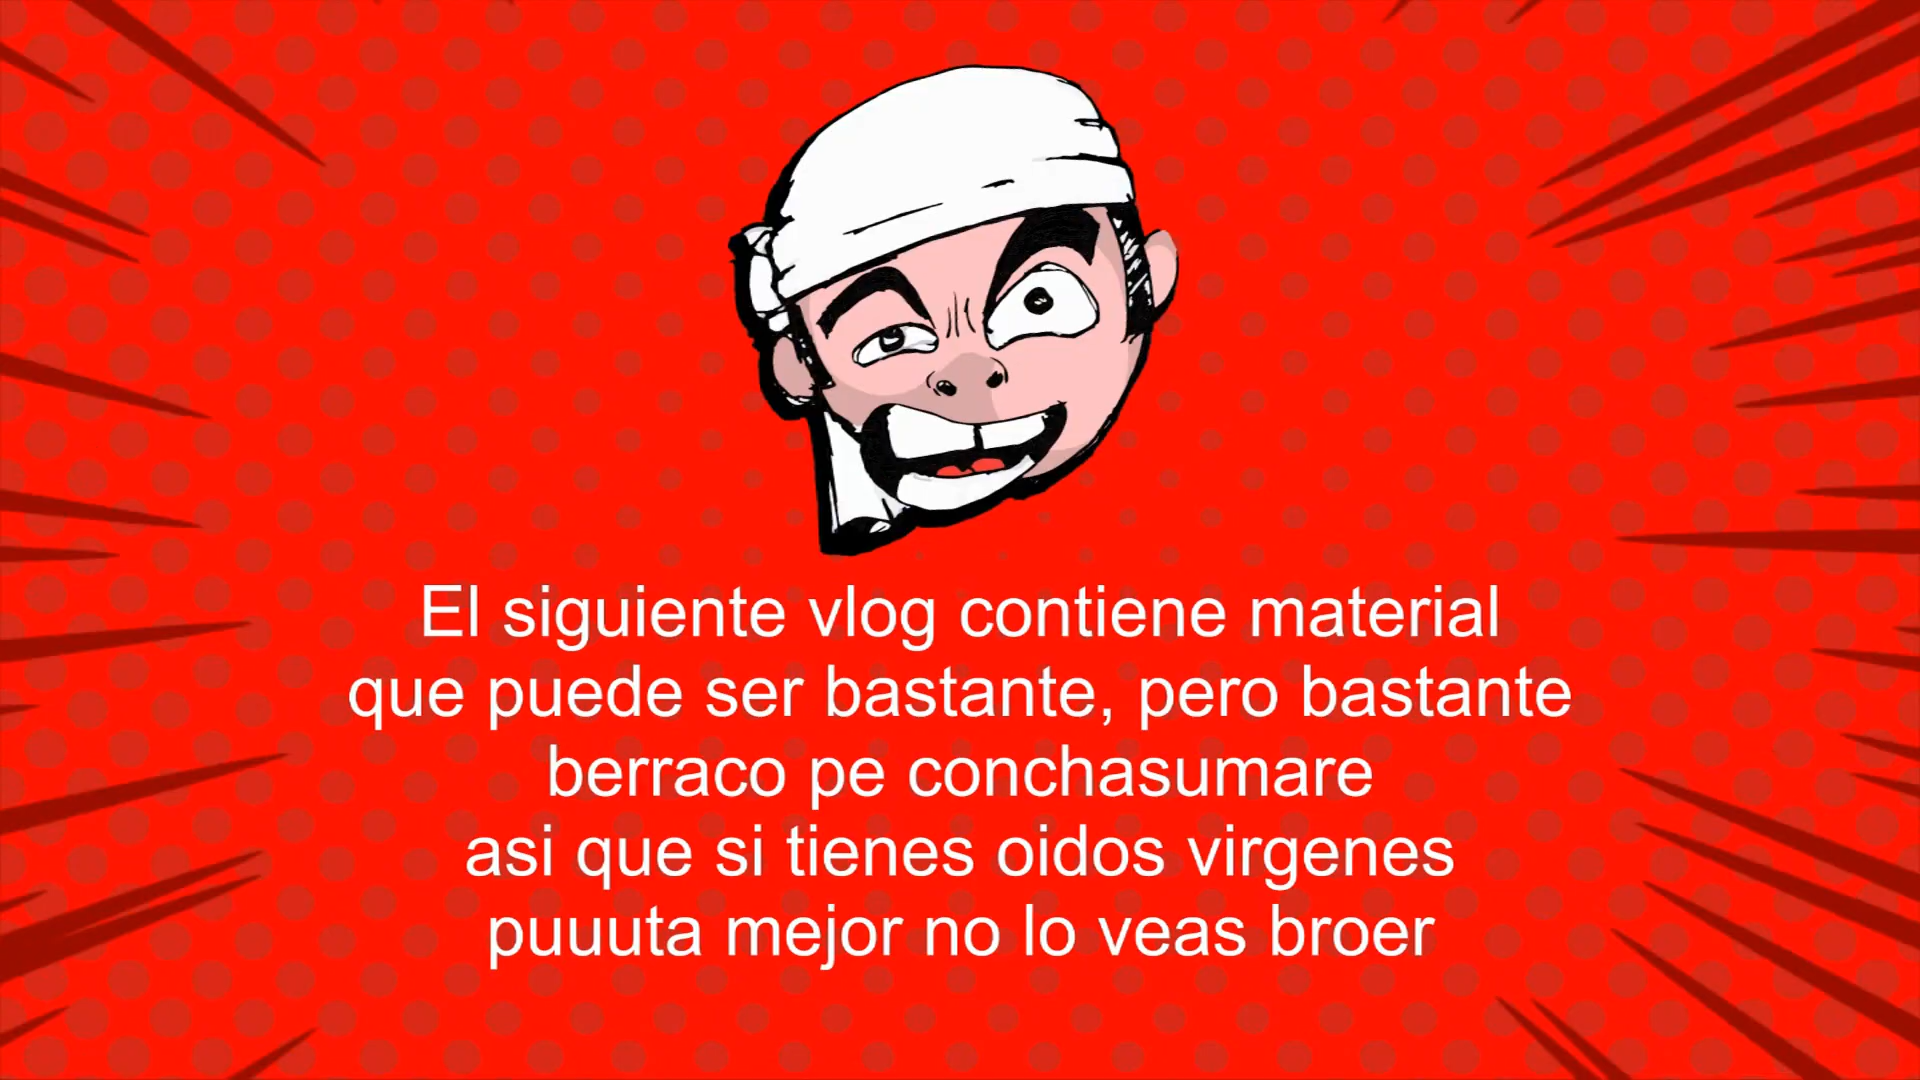 El siguiente vlog contiene material
que puede ser bastante, pero bastante
berraco pe conchasumare
asi que si tienes oidos virgenes
puuuta mejor no lo veas broer